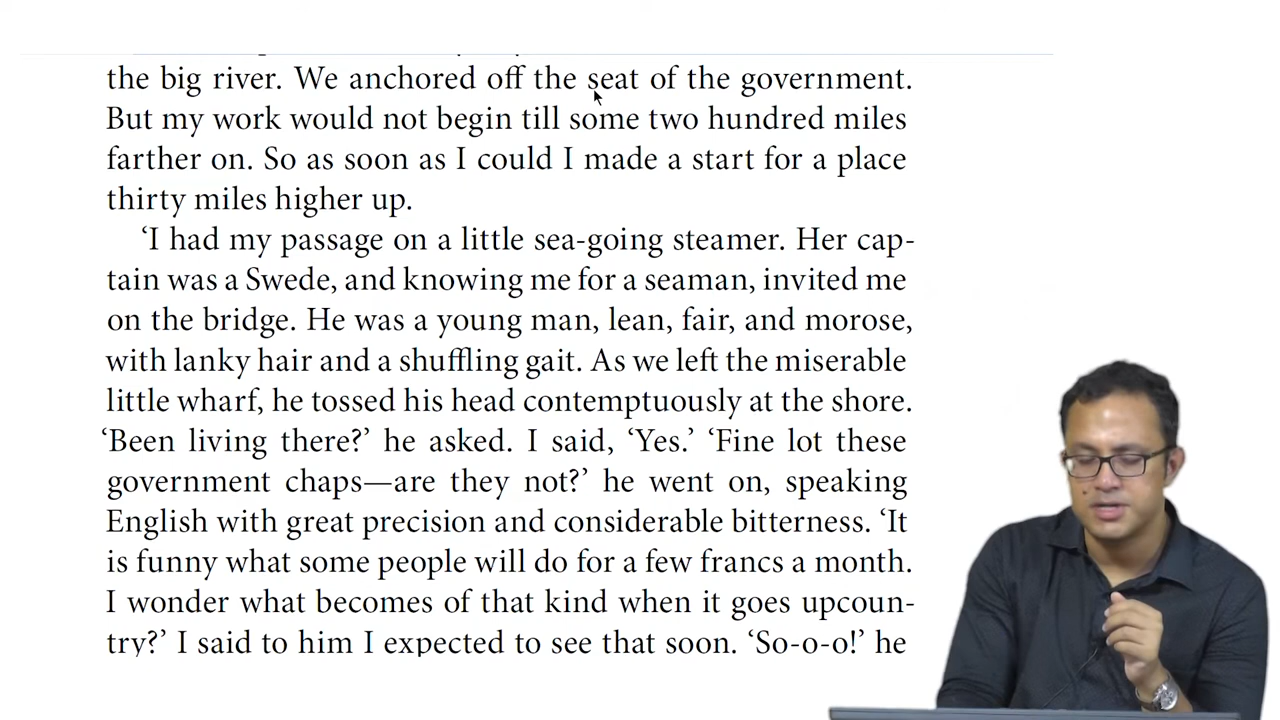 the big river. We anchored off the seat of the government.
But my work would not begin till some two hundred miles
farther on. So as soon as I could I made a start for a place
thirty miles higher up.
‘I had my passage on a little sea-going steamer. Her cap-
tain was a Swede, and knowing me for a seaman, invited me
on the bridge. He was a young man, lean, fair, and morose,
with lanky hair and a shuffling gait. As we left the miserable
little wharf, he tossed his head contemptuously at the shore.
‘Been living there?’ he asked. I said, ‘Yes.’ ‘Fine lot these
government chaps—are they not?’ he went on, speaking
English with great precision and considerable bitterness. ‘It
is funny what some people will do for a few francs a month.
I wonder what becomes of that kind when it goes upcoun-
try?’ I said to him I expected to see that soon. ‘So-o-o!’ he